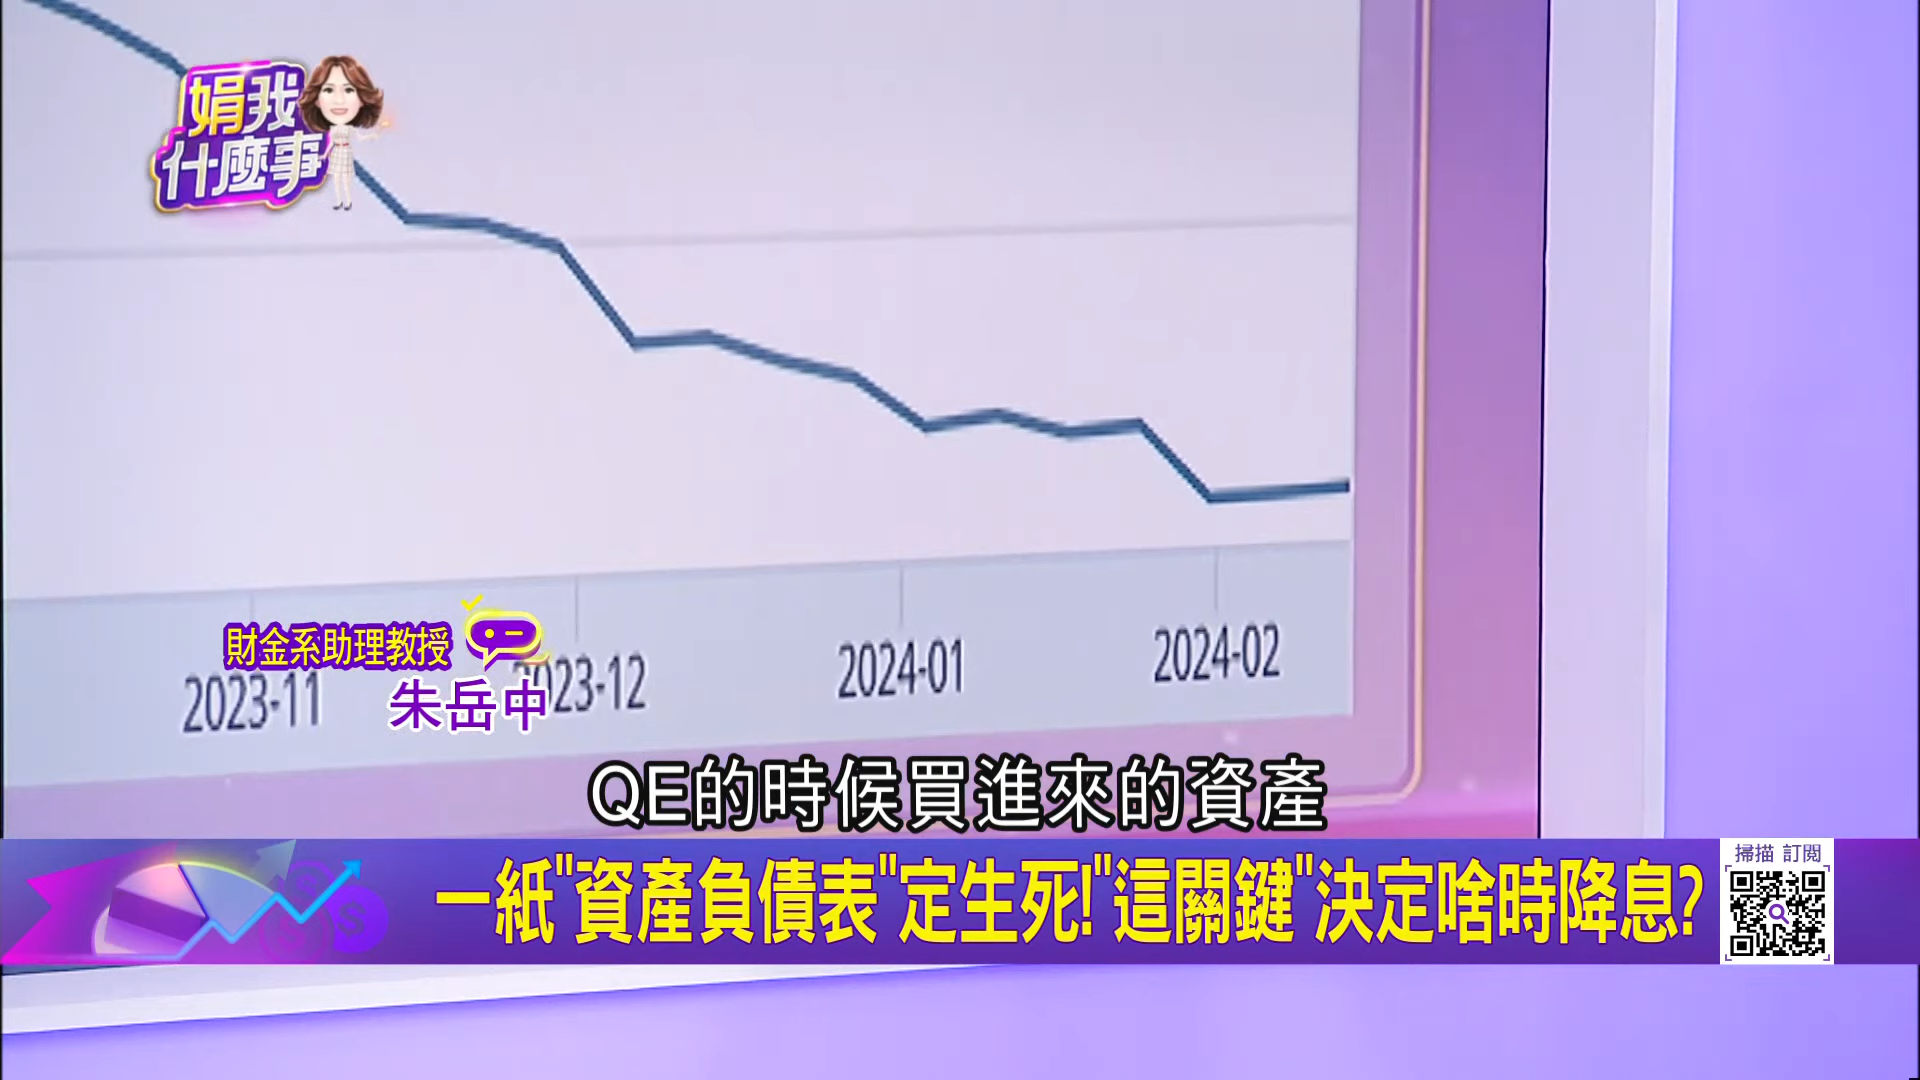 娟我
什麼事
財金系助理教授
朱岳中
2023-11
023-12
2024-01
2024-02
QE的時候買進來的資產
一紙"資產負債表"定生死!"這關鍵"決定啥時降息?
掃描 訂閱